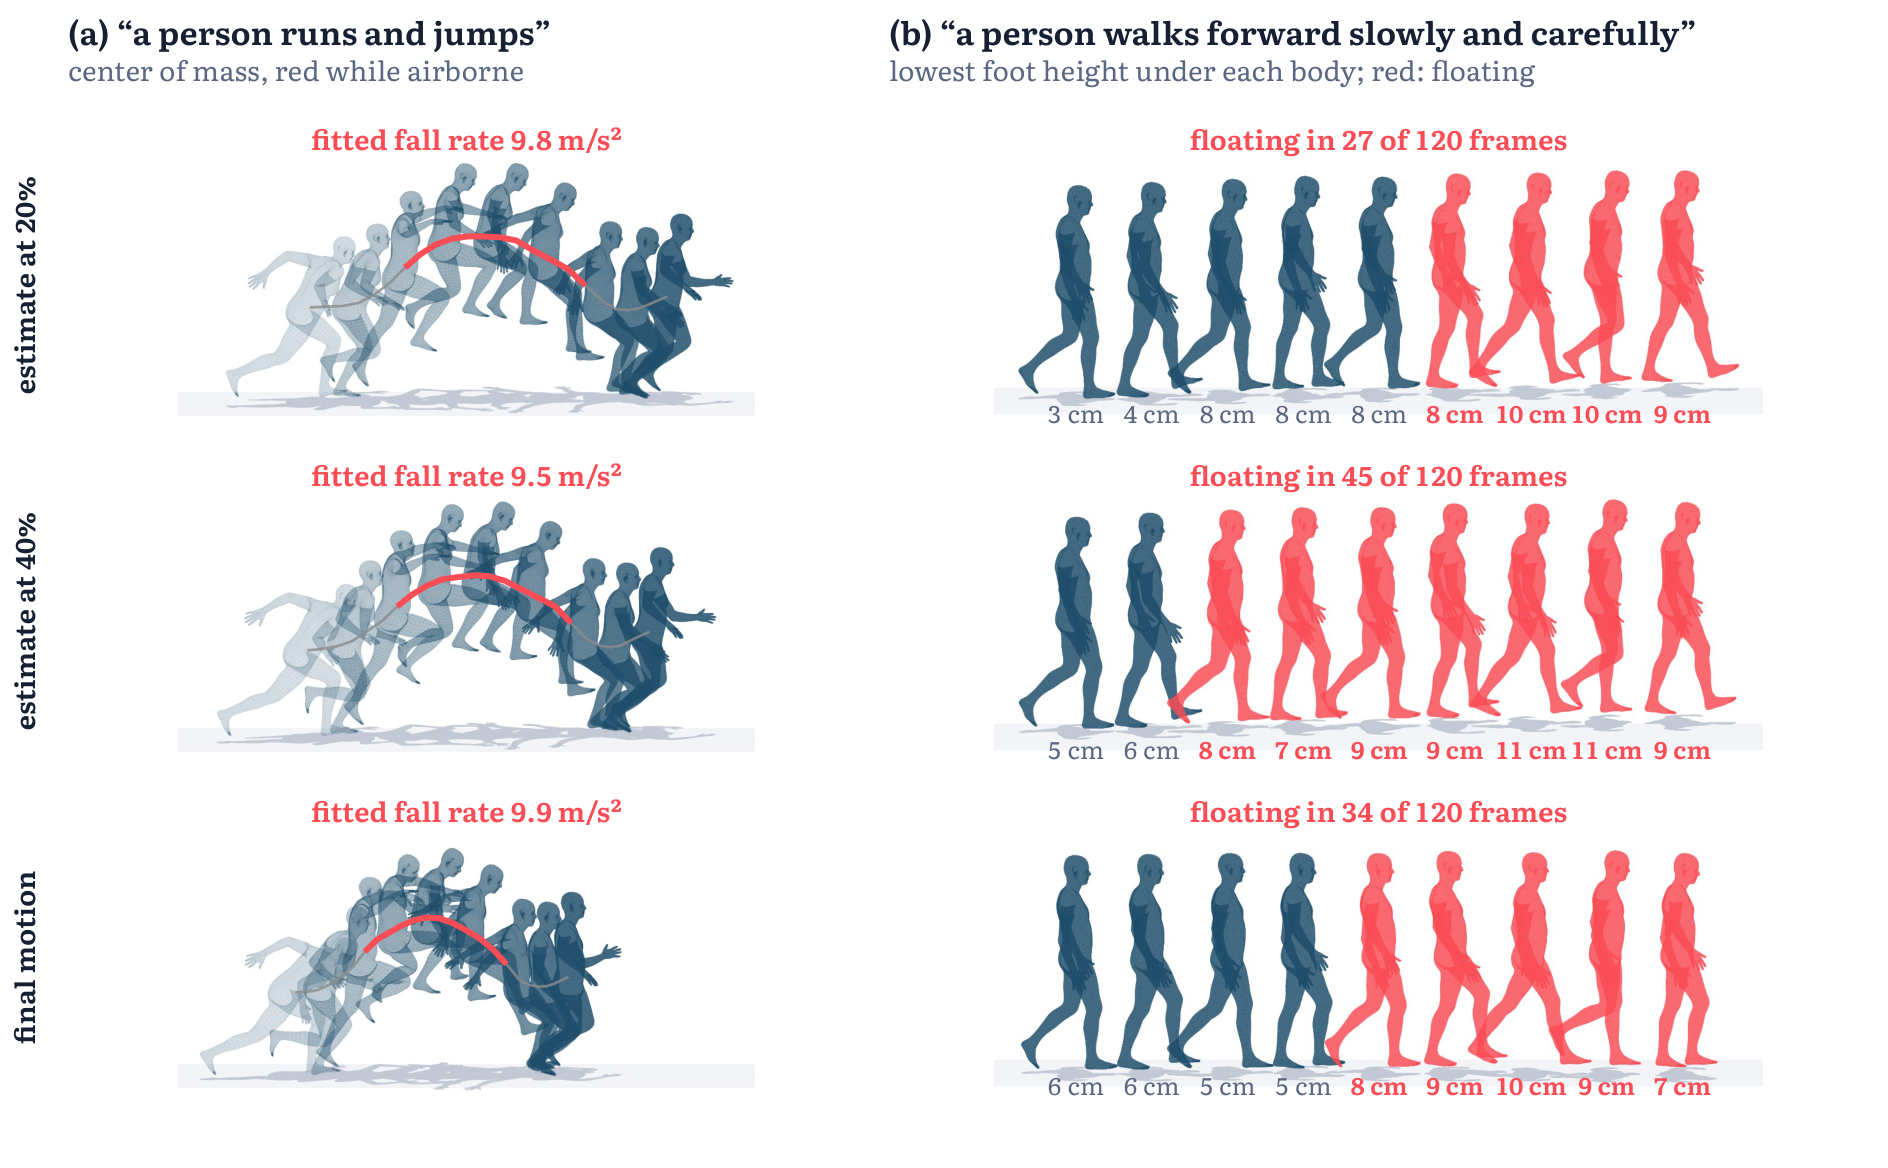 (a) “a person runs and jumps”
center of mass, red while airborne
(b) “a person walks forward slowly and carefully”
lowest foot height under each body; red: floating
estimate at 20%
fitted fall rate 9.8 m/s²
floating in 27 of 120 frames
3 cm 4 cm 8 cm 8 cm 8 cm 8 cm 10 cm 10 cm 9 cm
estimate at 40%
fitted fall rate 9.5 m/s²
floating in 45 of 120 frames
5 cm 6 cm 8 cm 7 cm 9 cm 9 cm 11 cm 11 cm 9 cm
final motion
fitted fall rate 9.9 m/s²
floating in 34 of 120 frames
6 cm 6 cm 5 cm 5 cm 8 cm 9 cm 10 cm 9 cm 7 cm